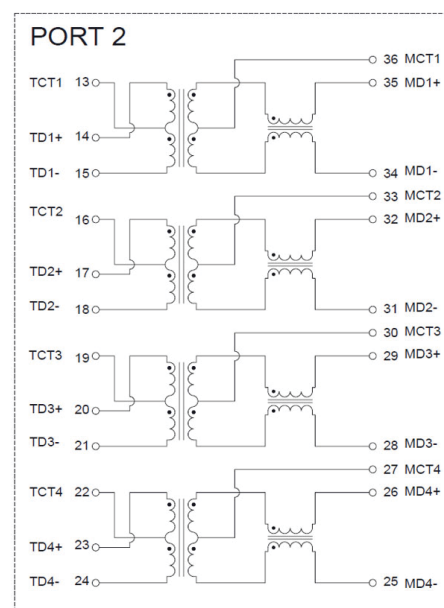 PORT 2
36 MCT1
TCT1 13
35 MD1+
TD1+ 14
TD1- 15
34 MD1-
33 MCT2
TCT2 16
32 MD2+
TD2+ 17
TD2- 18
31 MD2-
30 MCT3
TCT3 19
29 MD3+
TD3+ 20
TD3- 21
28 MD3-
27 MCT4
TCT4 22
26 MD4+
TD4+ 23
TD4- 24
25 MD4-